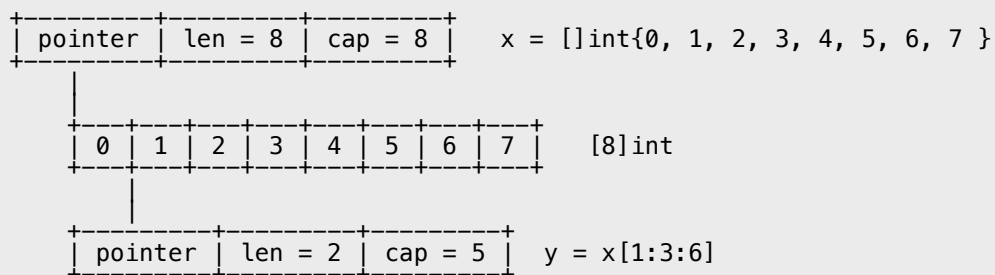 | pointer | len = 8 | cap = 8 | x = []int{0, 1, 2, 3, 4, 5, 6, 7 }
| 0 | 1 | 2 | 3 | 4 | 5 | 6 | 7 | [8]int
| pointer | len = 2 | cap = 5 | y = x[1:3:6]